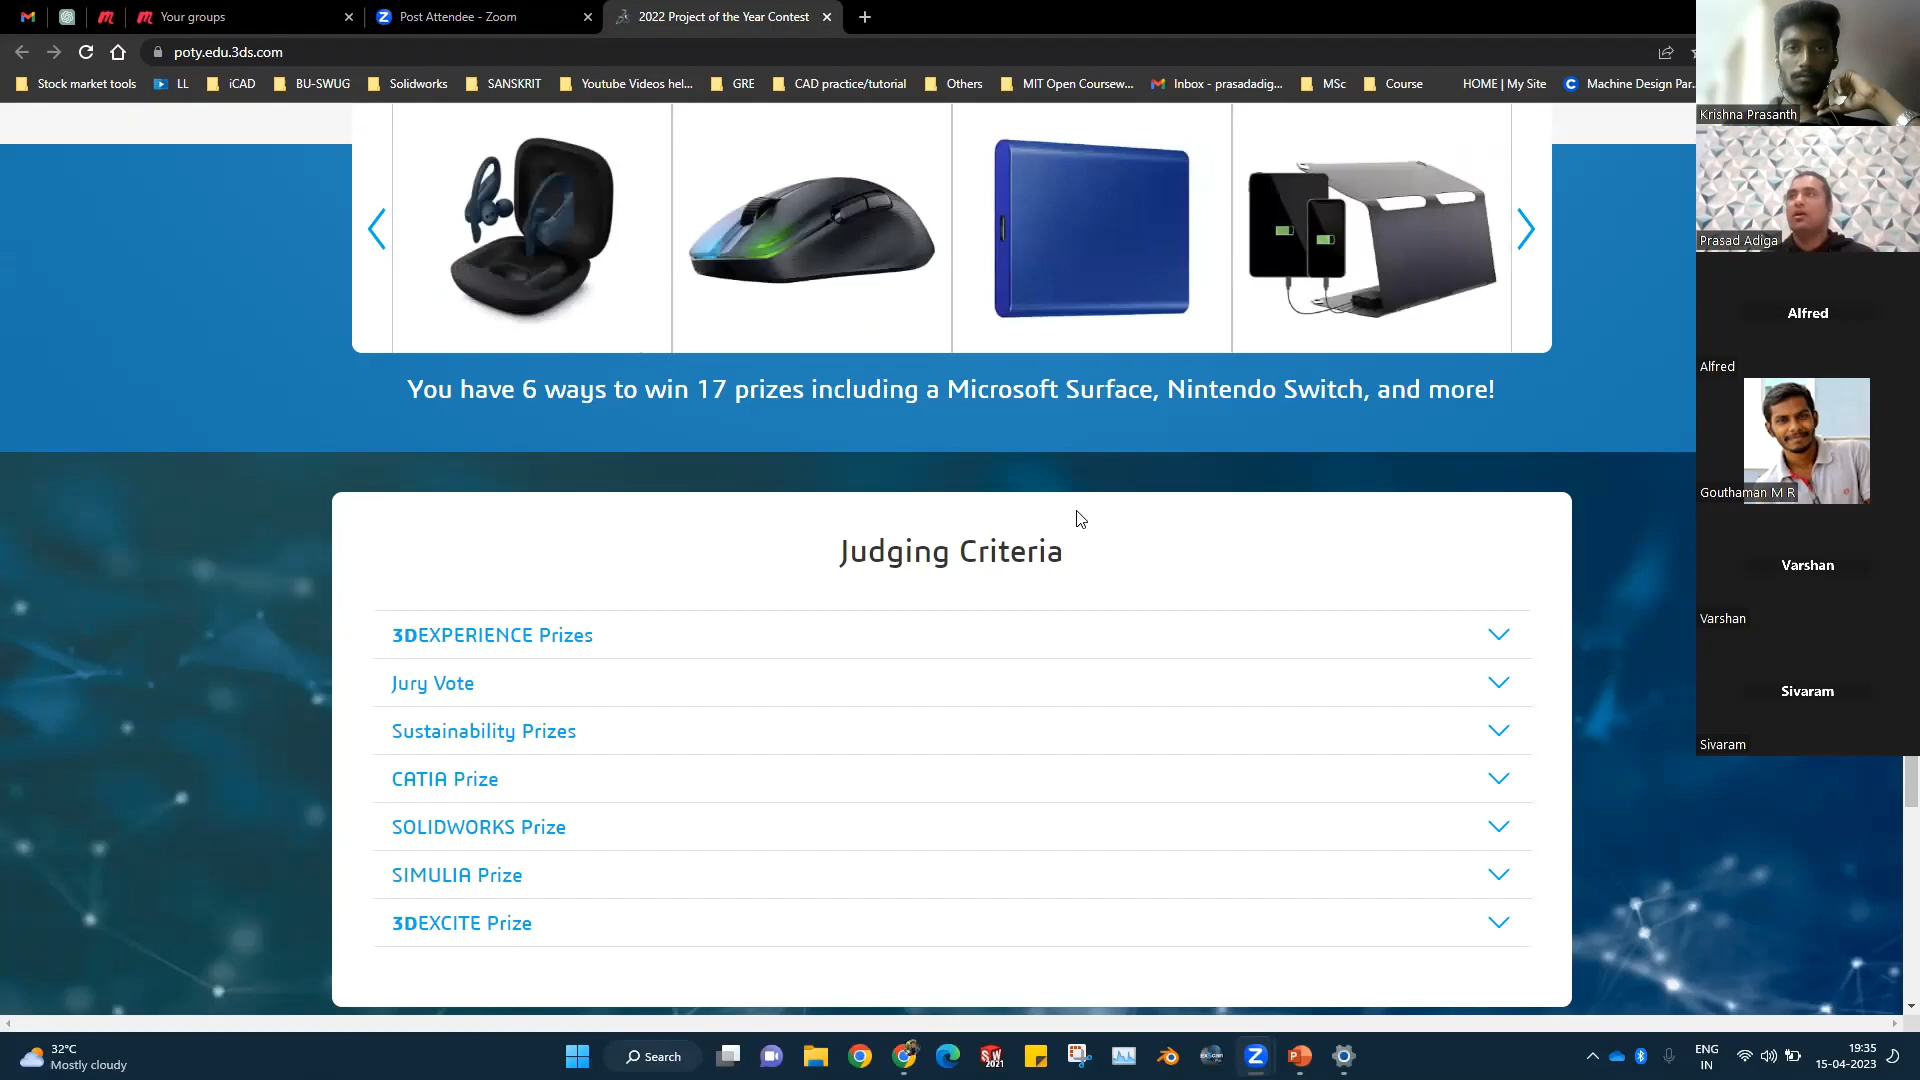 Your groups
Post Attendee - Zoom
2022 Project of the Year Contest
poty.edu.3ds.com
Stock market tools
LL
iCAD
BU-SWUG
Solidworks
SANSKRIT
Youtube Videos hel...
GRE
CAD practice/tutorial
Others
MIT Open Coursew...
Inbox - prasadadig...
MSc
Course
HOME | My Site
Machine Design Par...
Krishna Prasanth
Prasad Adiga
Alfred
Alfred
Gouthaman M R
Varshan
Varshan
Sivaram
Sivaram
You have 6 ways to win 17 prizes including a Microsoft Surface, Nintendo Switch, and more!
Judging Criteria
3DEXPERIENCE Prizes
Jury Vote
Sustainability Prizes
CATIA Prize
SOLIDWORKS Prize
SIMULIA Prize
3DEXCITE Prize
32°C
Mostly cloudy
Search
SW
2021
ENG
IN
19:35
15-04-2023